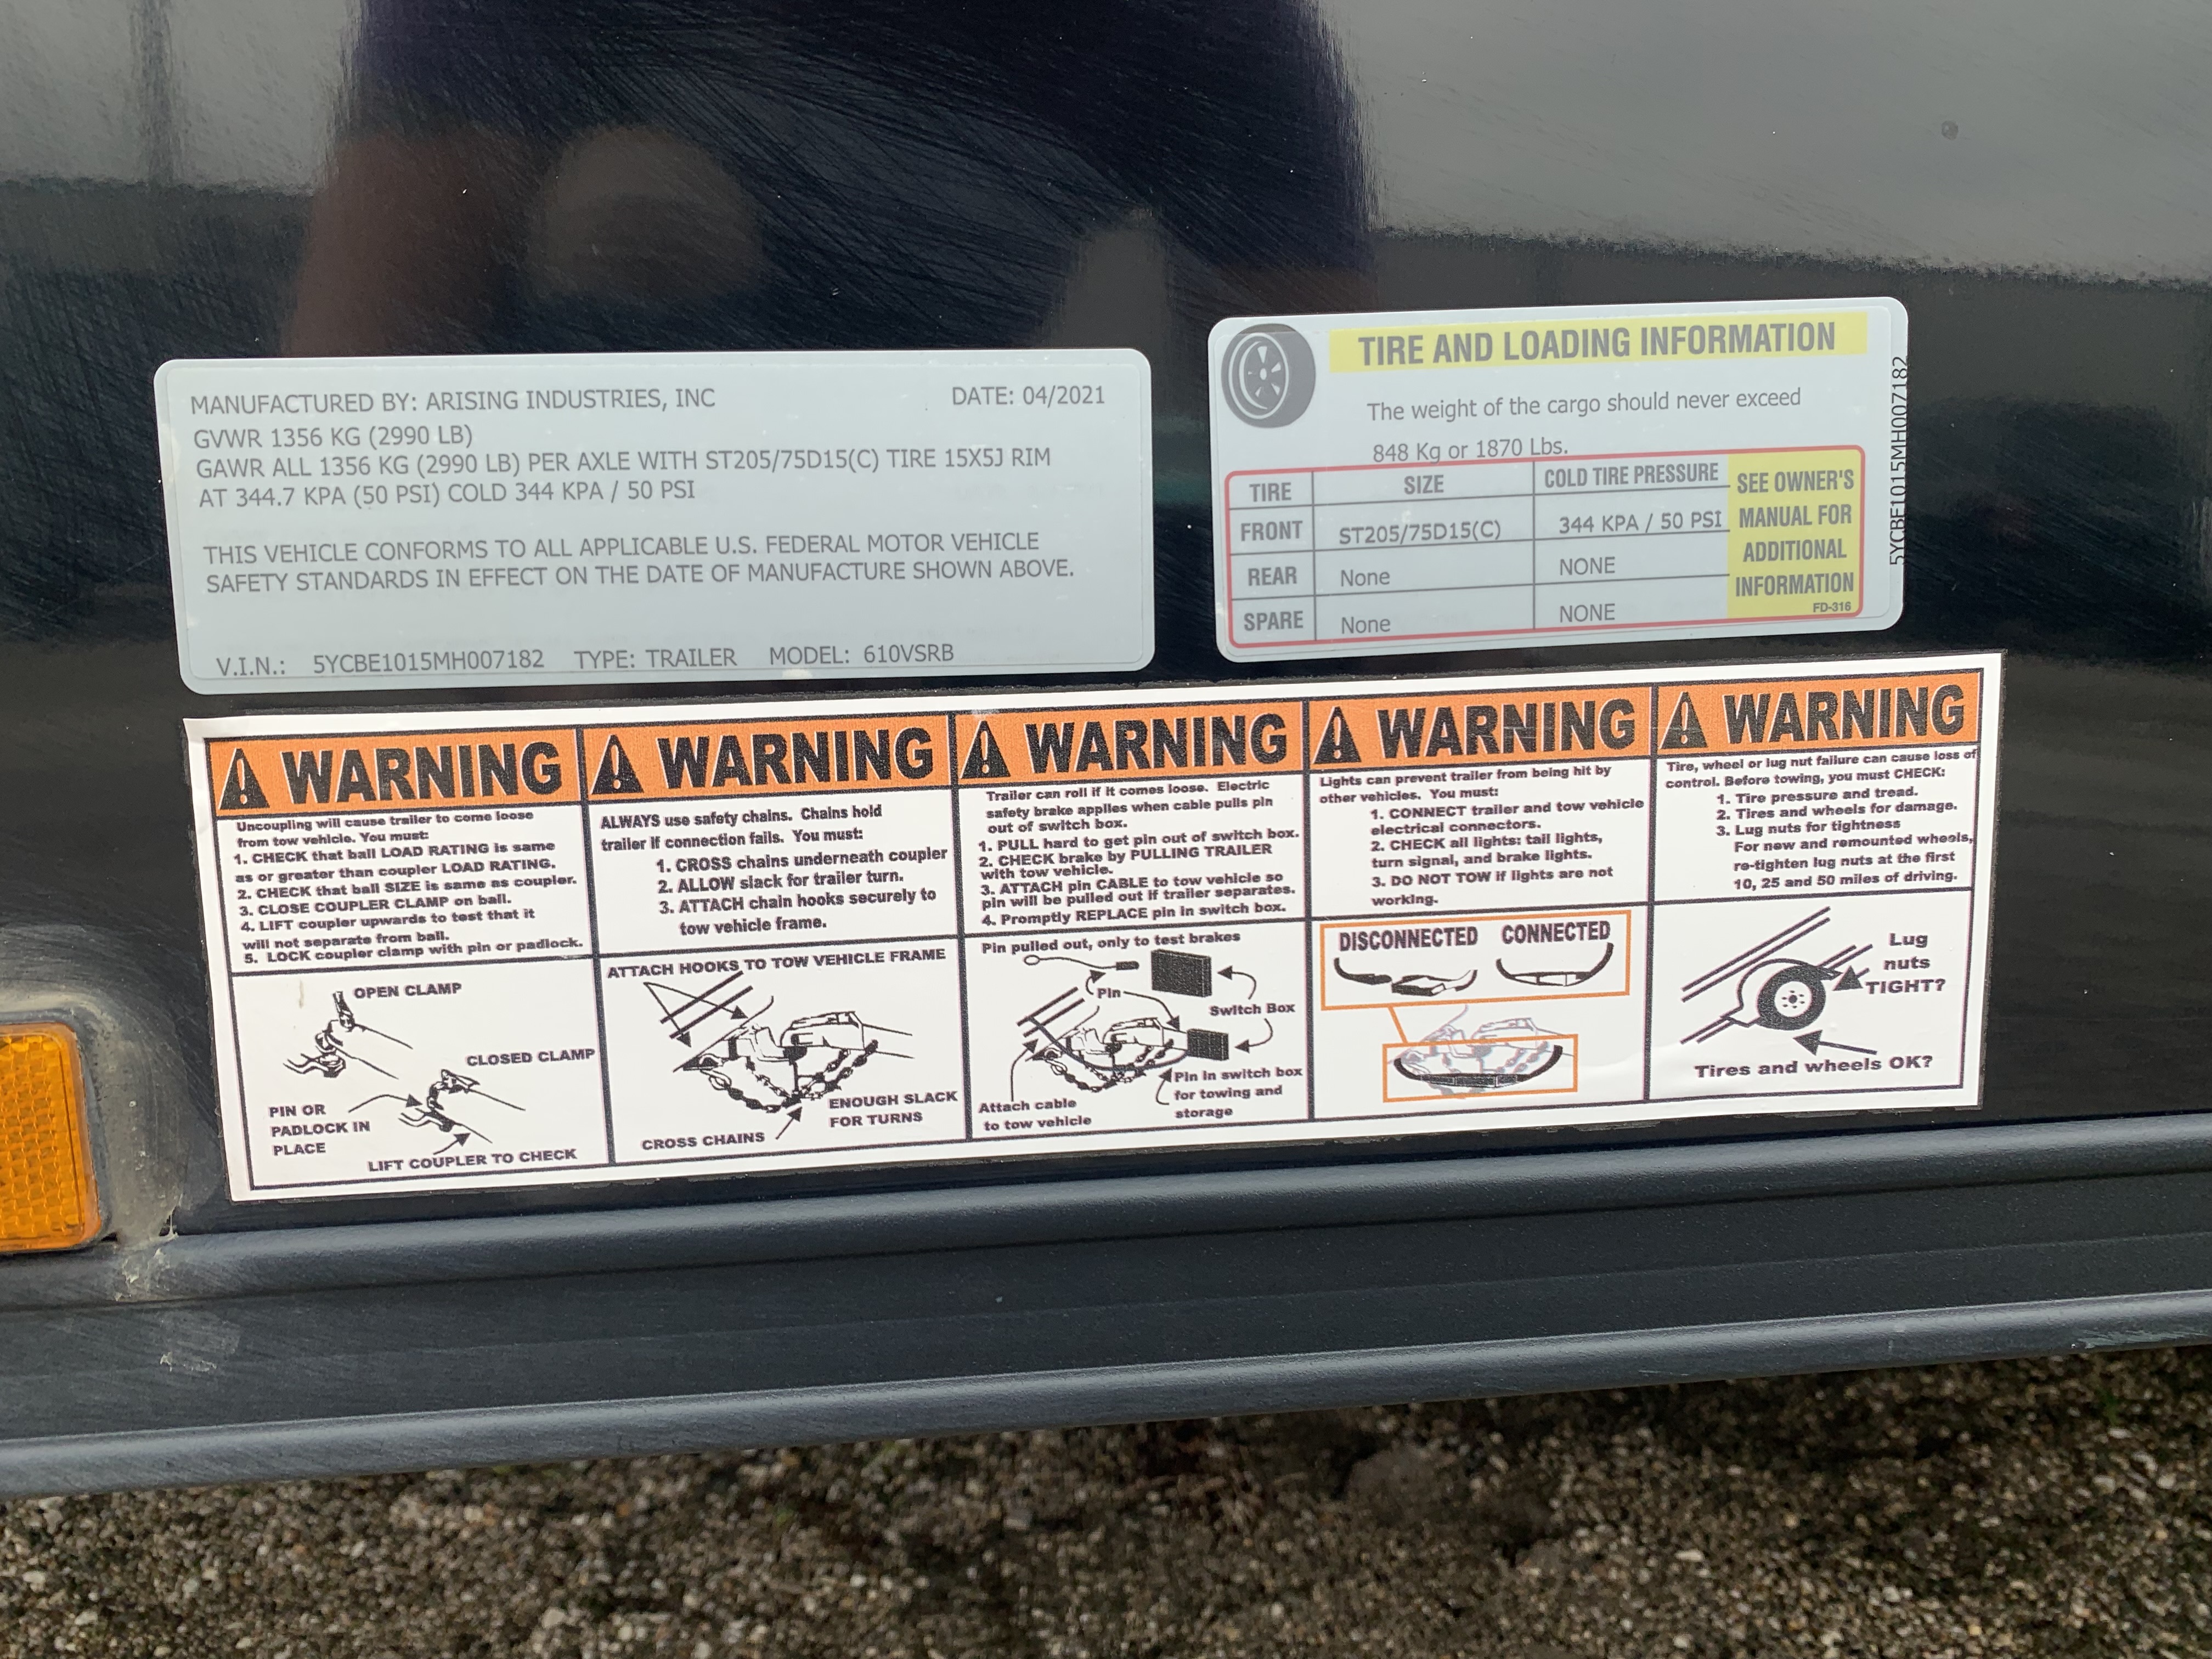 MANUFACTURED BY: ARISING INDUSTRIES, INC DATE: 04/2021
GVWR 1356 KG (2990 LB)
GAWR ALL 1356 KG (2990 LB) PER AXLE WITH ST205/75D15(C) TIRE 15X5J RIM
AT 344.7 KPA (50 PSI) COLD 344 KPA / 50 PSI
THIS VEHICLE CONFORMS TO ALL APPLICABLE U.S. FEDERAL MOTOR VEHICLE
SAFETY STANDARDS IN EFFECT ON THE DATE OF MANUFACTURE SHOWN ABOVE.
V.I.N.: 5YCBE1015MH007182 TYPE: TRAILER MODEL: 610VSRB
TIRE AND LOADING INFORMATION
The weight of the cargo should never exceed
848 Kg or 1870 Lbs.
TIRE SIZE COLD TIRE PRESSURE
FRONT ST205/75D15(C) 344 KPA / 50 PSI
REAR None NONE
SPARE None NONE
SEE OWNER'S
MANUAL FOR
ADDITIONAL
INFORMATION
FD-316
5YCBE1015MH007182
WARNING
Uncoupling will cause trailer to come loose
from tow vehicle. You must:
1. CHECK that ball LOAD RATING is same
as or greater than coupler LOAD RATING.
2. CHECK that ball SIZE is same as coupler.
3. CLOSE COUPLER CLAMP on ball.
4. LIFT coupler upwards to test that it
will not separate from ball.
5. LOCK coupler clamp with pin or padlock.
OPEN CLAMP
CLOSED CLAMP
PIN OR
PADLOCK IN
PLACE
LIFT COUPLER TO CHECK
WARNING
ALWAYS use safety chains. Chains hold
trailer if connection fails. You must:
1. CROSS chains underneath coupler
2. ALLOW slack for trailer turn.
3. ATTACH chain hooks securely to
tow vehicle frame.
ATTACH HOOKS TO TOW VEHICLE FRAME
ENOUGH SLACK
FOR TURNS
CROSS CHAINS
WARNING
Trailer can roll if it comes loose. Electric
safety brake applies when cable pulls pin
out of switch box.
1. PULL hard to get pin out of switch box.
2. CHECK brake by PULLING TRAILER
with tow vehicle.
3. ATTACH pin CABLE to tow vehicle so
pin will be pulled out if trailer separates.
4. Promptly REPLACE pin in switch box.
Pin pulled out, only to test brakes
Pin
Switch Box
Pin in switch box
for towing and
storage
Attach cable
to tow vehicle
WARNING
Lights can prevent trailer from being hit by
other vehicles. You must:
1. CONNECT trailer and tow vehicle
electrical connectors.
2. CHECK all lights: tail lights,
turn signal, and brake lights.
3. DO NOT TOW if lights are not
working.
DISCONNECTED CONNECTED
WARNING
Tire, wheel or lug nut failure can cause loss of
control. Before towing, you must CHECK:
1. Tire pressure and tread.
2. Tires and wheels for damage.
3. Lug nuts for tightness
For new and remounted wheels,
re-tighten lug nuts at the first
10, 25 and 50 miles of driving.
Lug
nuts
TIGHT?
Tires and wheels OK?